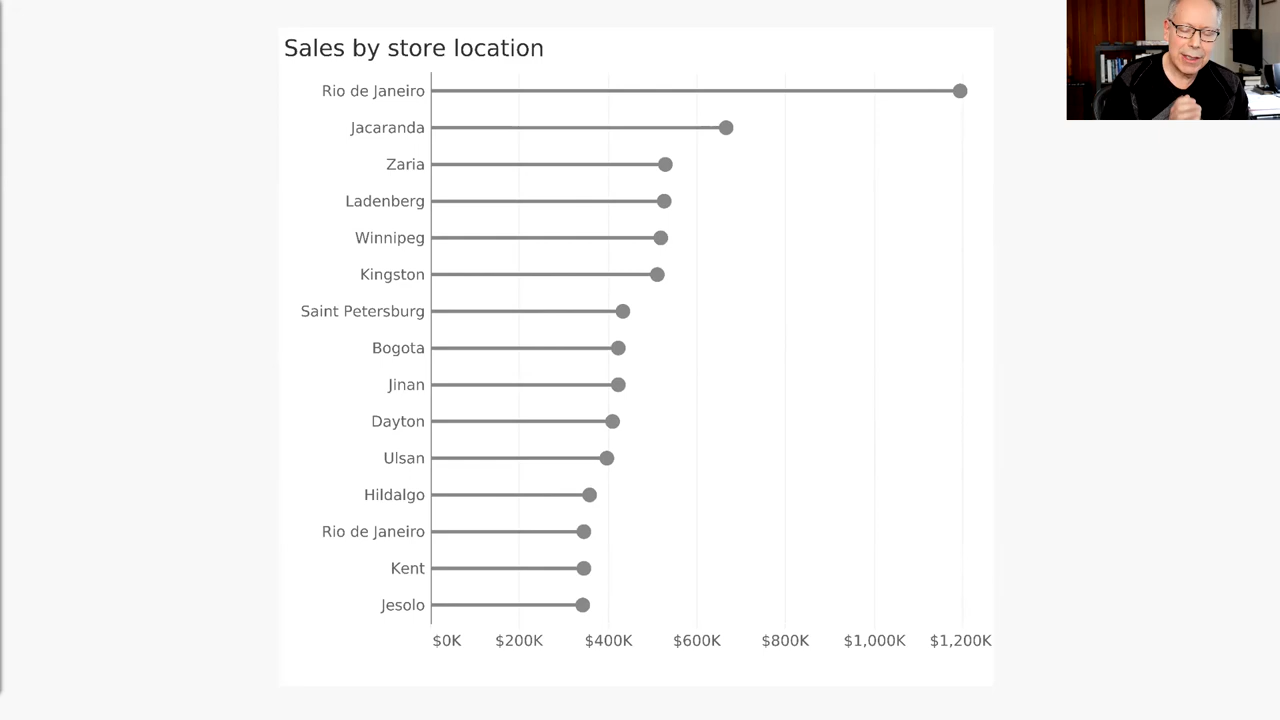 Sales by store location
Rio de Janeiro
Jacaranda
Zaria
Ladenberg
Winnipeg
Kingston
Saint Petersburg
Bogota
Jinan
Dayton
Ulsan
Hildalgo
Rio de Janeiro
Kent
Jesolo
$0K $200K $400K $600K $800K $1,000K $1,200K